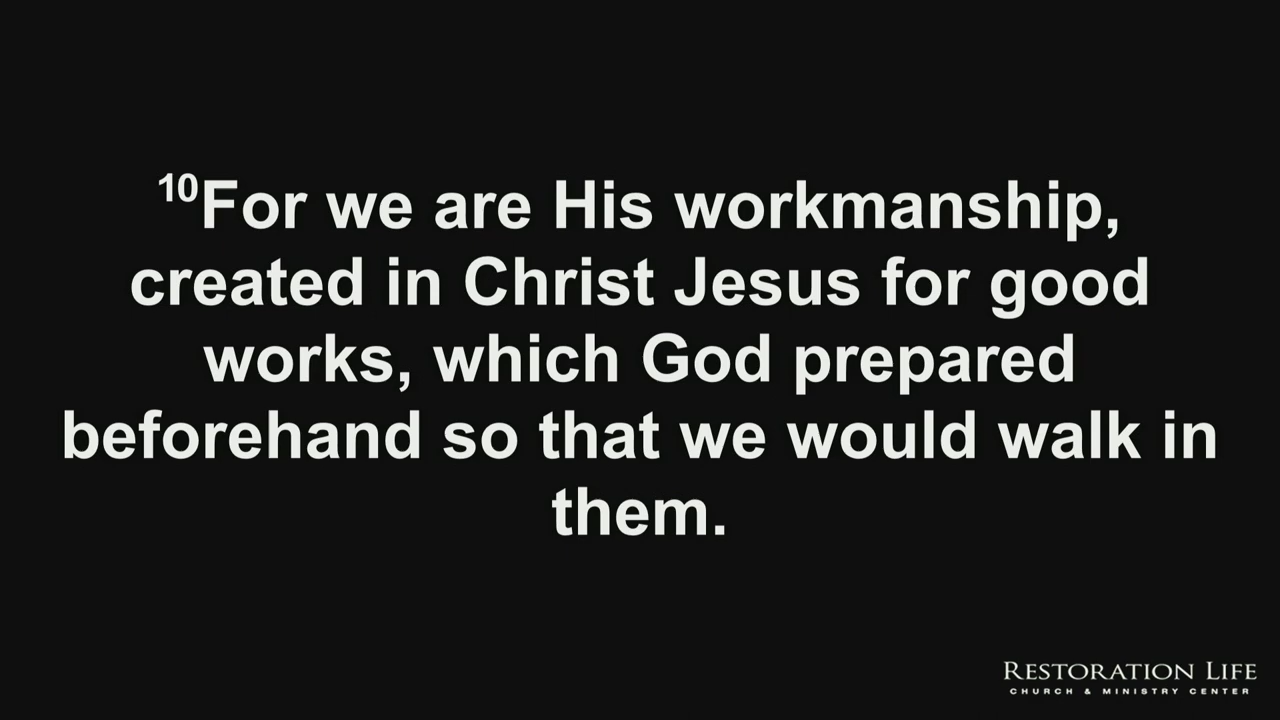 ¹⁰For we are His workmanship,
created in Christ Jesus for good
works, which God prepared
beforehand so that we would walk in
them.
RESTORATION LIFE
CHURCH & MINISTRY CENTER